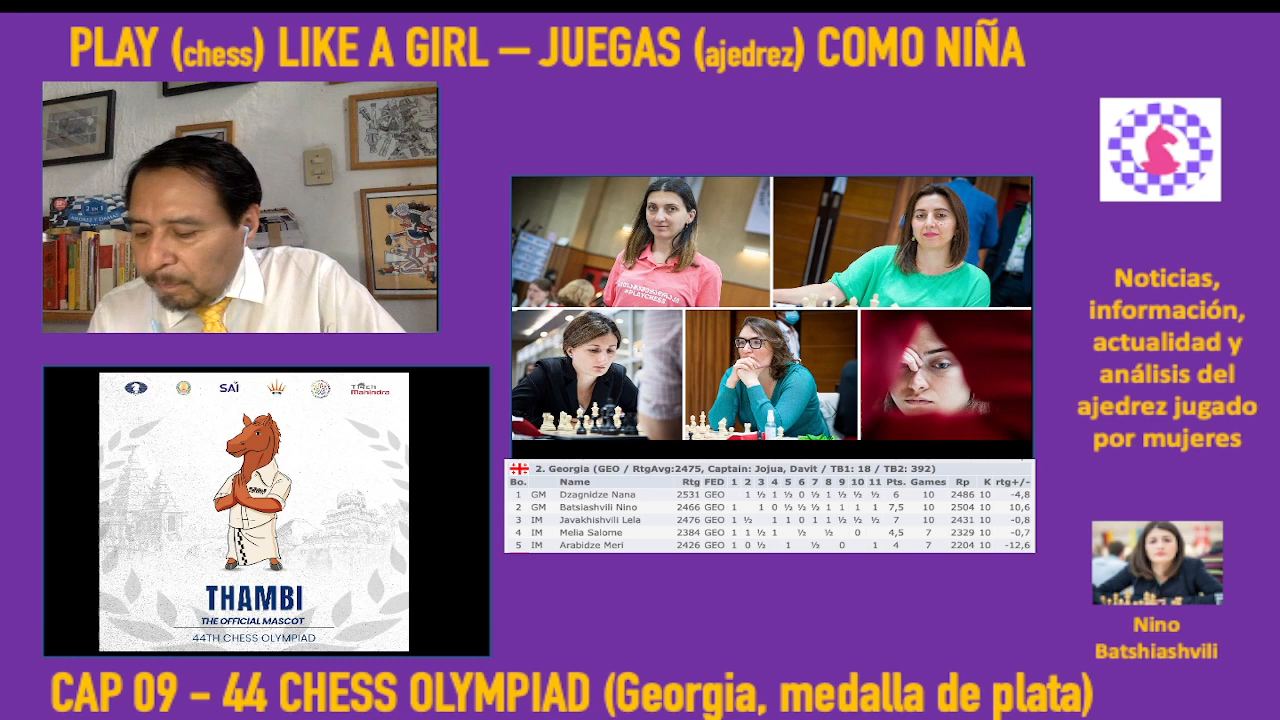 PLAY (chess) LIKE A GIRL – JUEGAS (ajedrez) COMO NIÑA
2 EN 1
AJEDREZ Y DAMAS
#PLAYCHESS
SAI
TECH
Mahindra
THAMBI
THE OFFICIAL MASCOT
44TH CHESS OLYMPIAD
2. Georgia (GEO / RtgAvg:2475, Captain: Jojua, Davit / TB1: 18 / TB2: 392)
Bo. Name Rtg FED 1 2 3 4 5 6 7 8 9 10 11 Pts. Games Rp K rtg+/-
1 GM Dzagnidze Nana 2531 GEO 1 ½ 1 ½ 0 ½ 1 ½ ½ ½ 6 10 2486 10 -4,8
2 GM Batsiashvili Nino 2466 GEO 1 1 0 ½ ½ ½ 1 1 1 1 7,5 10 2504 10 10,6
3 IM Javakhishvili Lela 2476 GEO 1 ½ 1 1 0 1 1 ½ ½ ½ 7 10 2431 10 -0,8
4 IM Melia Salome 2384 GEO 1 1 ½ 1 ½ ½ 0 4,5 7 2329 10 -0,7
5 IM Arabidze Meri 2426 GEO 1 0 ½ 1 ½ 0 1 4 7 2204 10 -12,6
Noticias,
información,
actualidad y
análisis del
ajedrez jugado
por mujeres
Nino
Batshiashvili
CAP 09 – 44 CHESS OLYMPIAD (Georgia, medalla de plata)